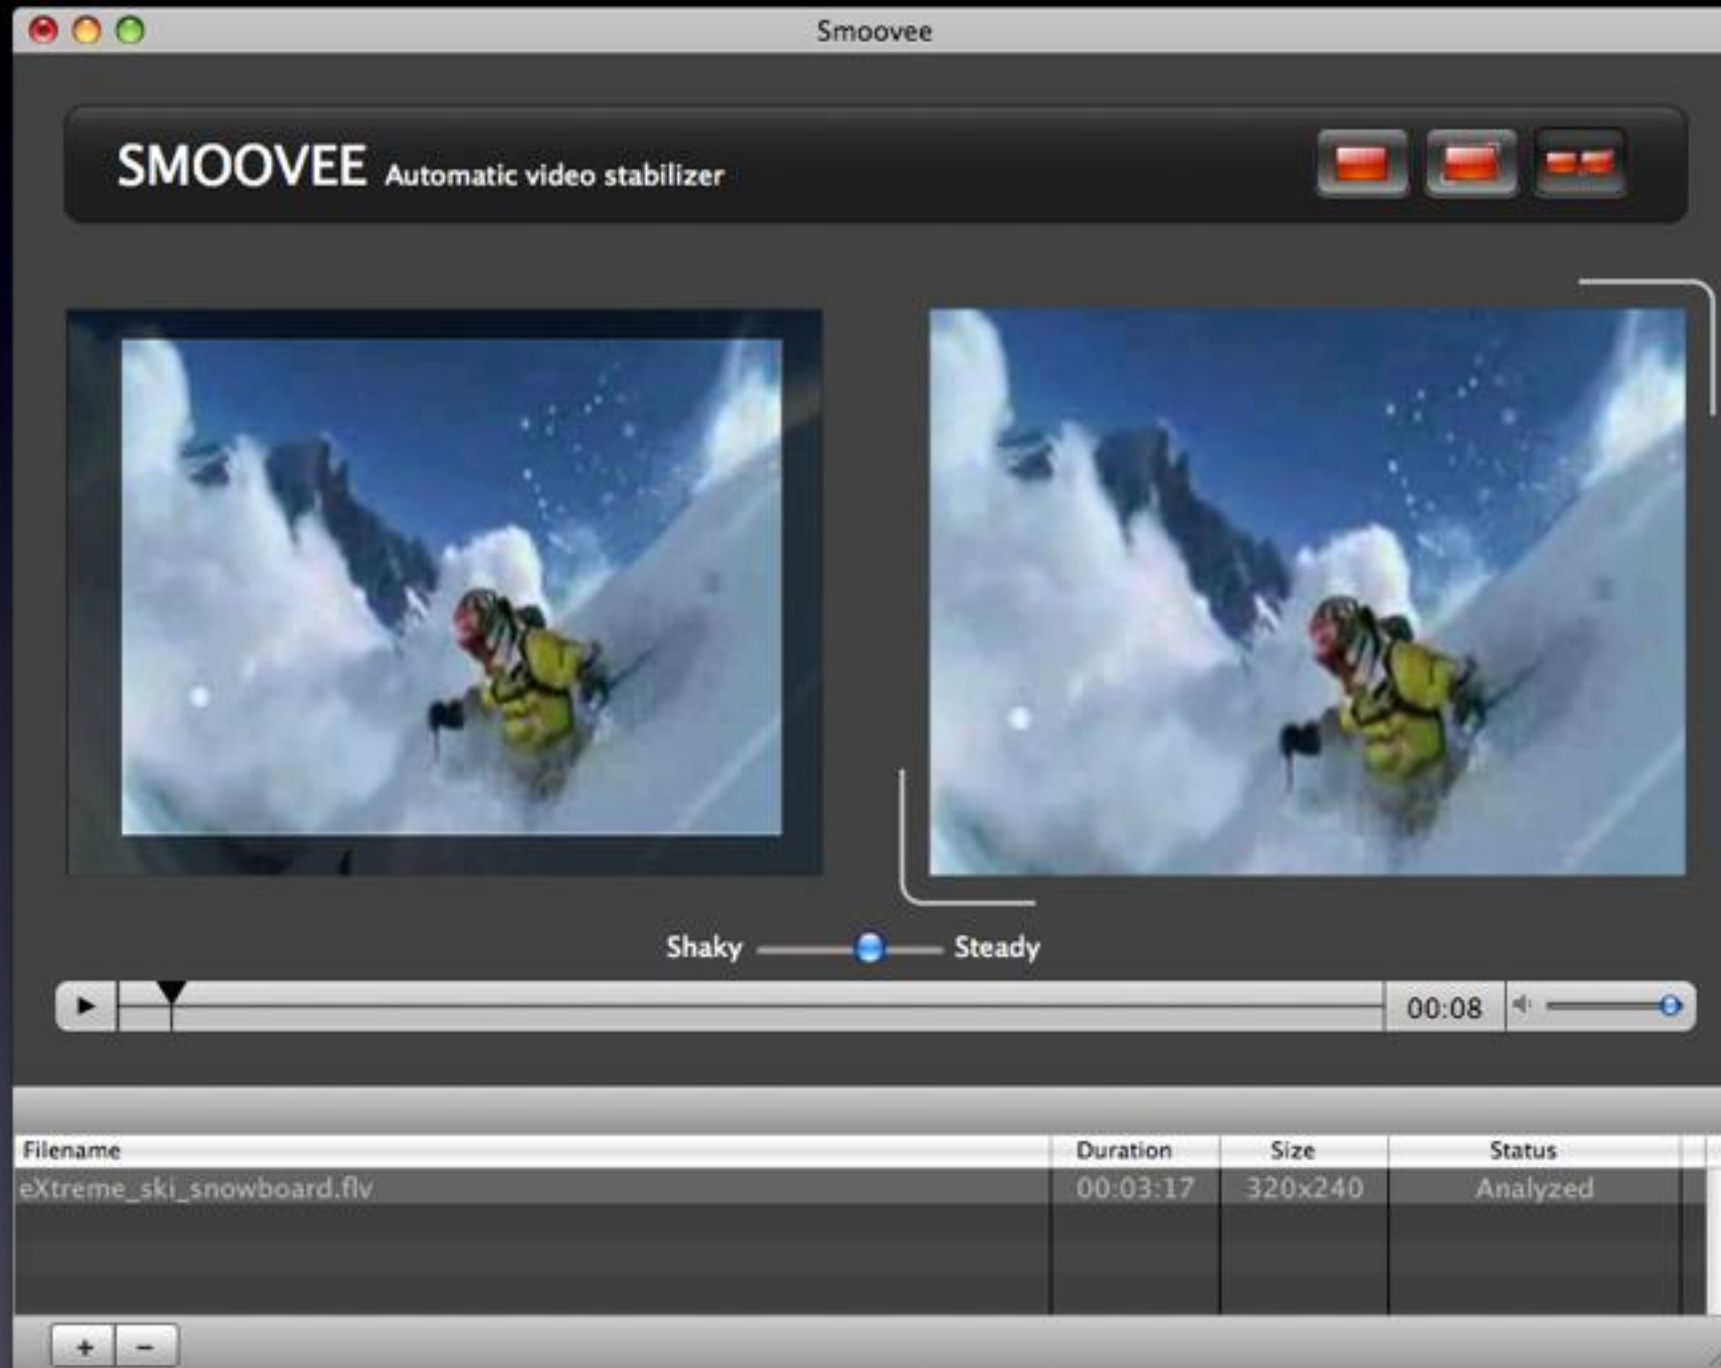 Smoovee
SMOOVEE Automatic video stabilizer
Shaky Steady
00:08
Filename Duration Size Status
eXtreme_ski_snowboard.flv 00:03:17 320x240 Analyzed
+ -